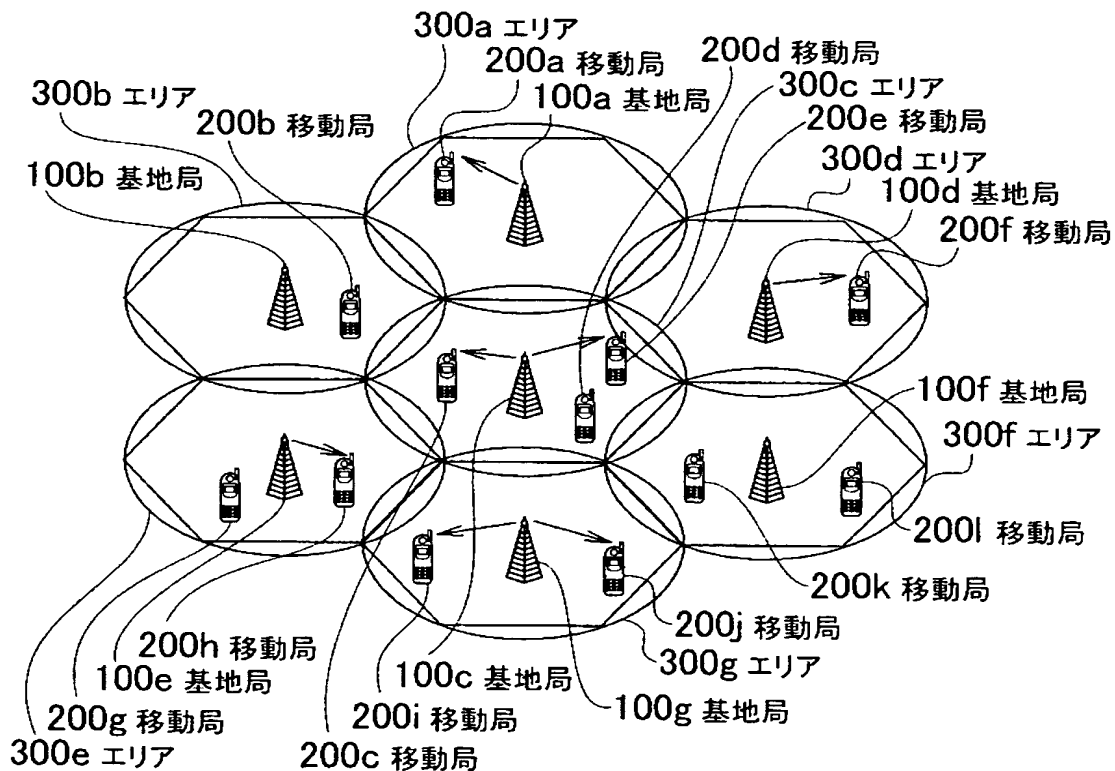 300a エリア
200a 移動局
100a 基地局
200d 移動局
300c エリア
200e 移動局
300b エリア
200b 移動局
100b 基地局
300d エリア
100d 基地局
200f 移動局
100f 基地局
300f エリア
200l 移動局
200k 移動局
200j 移動局
300g エリア
100g 基地局
200h 移動局
100e 基地局
200g 移動局
300e エリア
100c 基地局
200i 移動局
200c 移動局